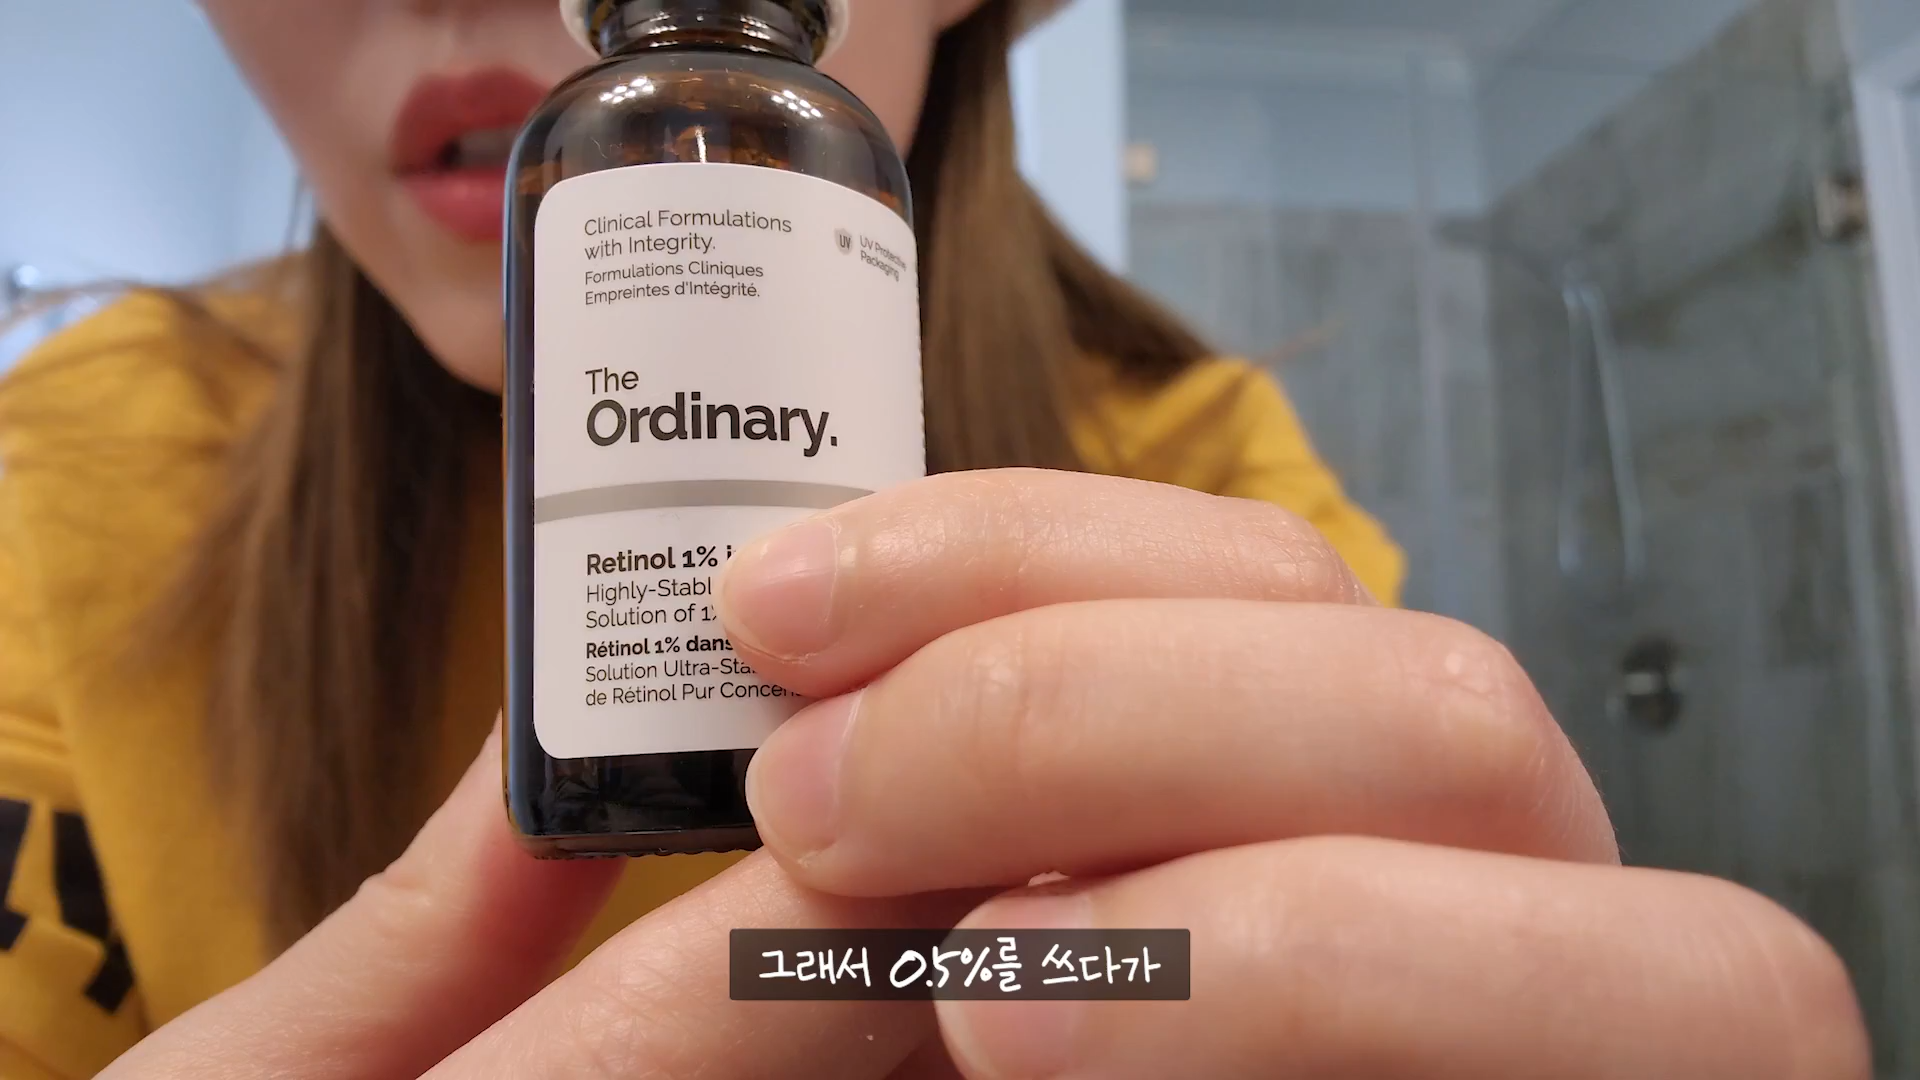 Clinical Formulations
with Integrity.
Formulations Cliniques
Empreintes d'Intégrité.
UV
UV Protective
Packaging
The
Ordinary.
Retinol 1%
Highly-Stabl
Solution of 1%
Rétinol 1% dans
Solution Ultra-Sta
de Rétinol Pur Concen
그래서 0.5%를 쓰다가